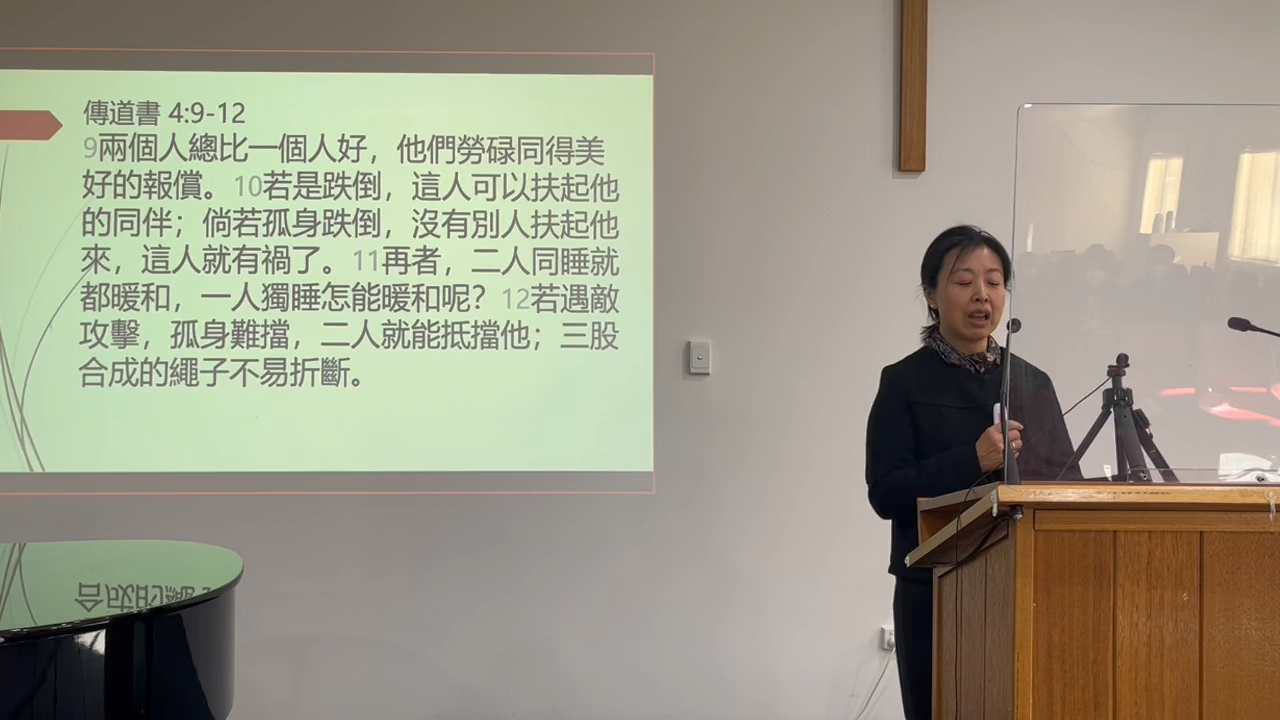 傳道書 4:9-12
9兩個人總比一個人好，他們勞碌同得美
好的報償。10若是跌倒，這人可以扶起他
的同伴；倘若孤身跌倒，沒有別人扶起他
來，這人就有禍了。11再者，二人同睡就
都暖和，一人獨睡怎能暖和呢？12若遇敵
攻擊，孤身難擋，二人就能抵擋他；三股
合成的繩子不易折斷。